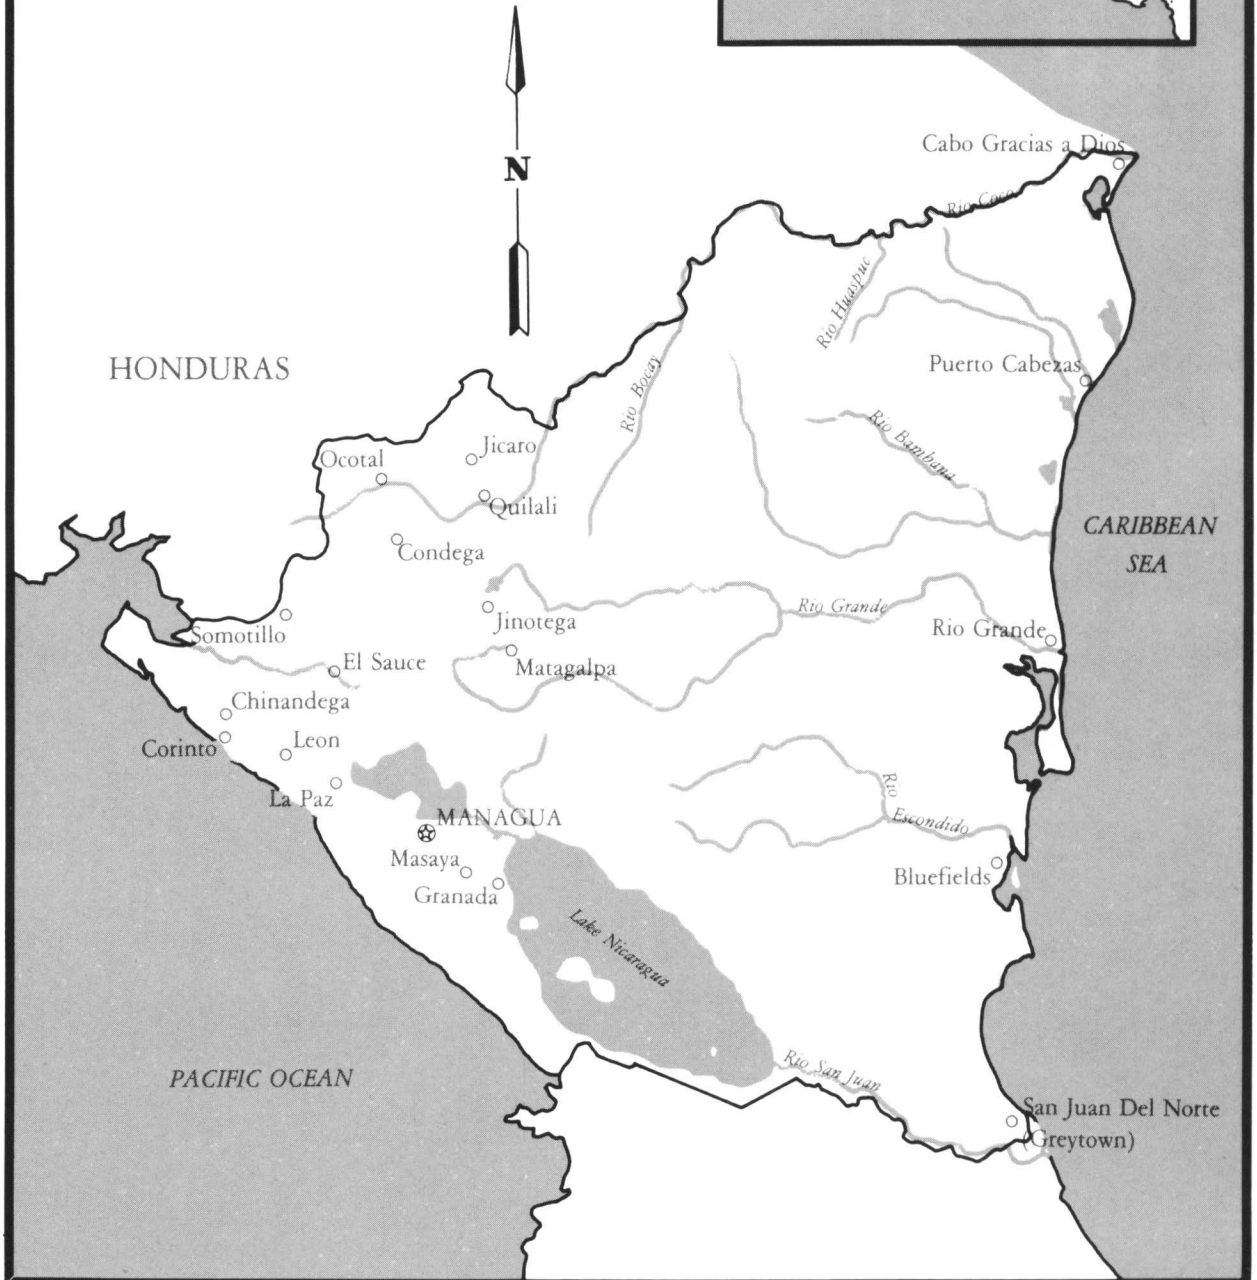 Cabo Gracias a Dios
N
Rio Coco
Rio Huaspuc
HONDURAS
Rio Bocay
Puerto Cabezas
Rio Bambana
Jicaro
Ocotal
Quilali
CARIBBEAN
SEA
Condega
Rio Grande
Jinotega
Somotillo
Rio Grande
El Sauce
Matagalpa
Chinandega
Corinto
Leon
La Paz
Rio
Escondido
MANAGUA
Masaya
Bluefields
Granada
Lake Nicaragua
PACIFIC OCEAN
Rio San Juan
San Juan Del Norte
(Greytown)